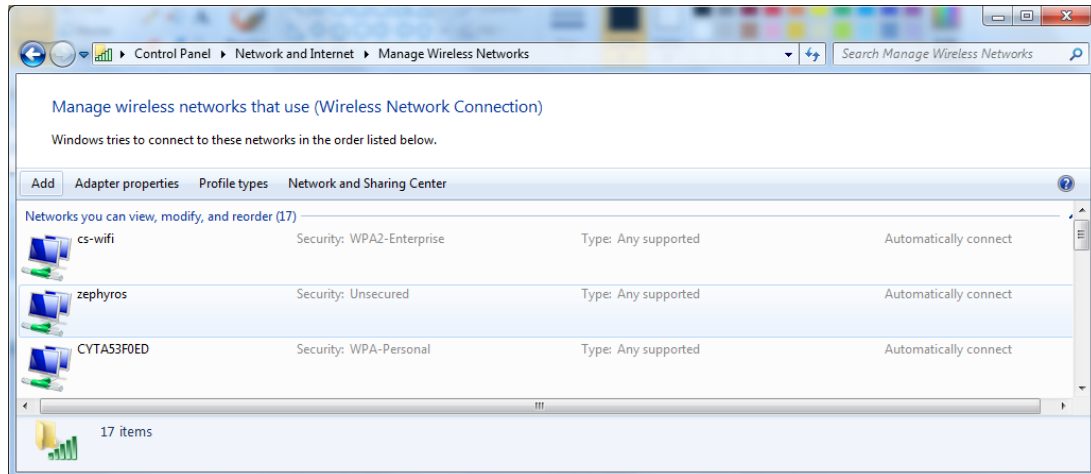 Control Panel Network and Internet Manage Wireless Networks Search Manage Wireless Networks
Manage wireless networks that use (Wireless Network Connection)
Windows tries to connect to these networks in the order listed below.
Add Adapter properties Profile types Network and Sharing Center
Networks you can view, modify, and reorder (17)
cs-wifi Security: WPA2-Enterprise Type: Any supported Automatically connect
zephyros Security: Unsecured Type: Any supported Automatically connect
CYTA53F0ED Security: WPA-Personal Type: Any supported Automatically connect
17 items